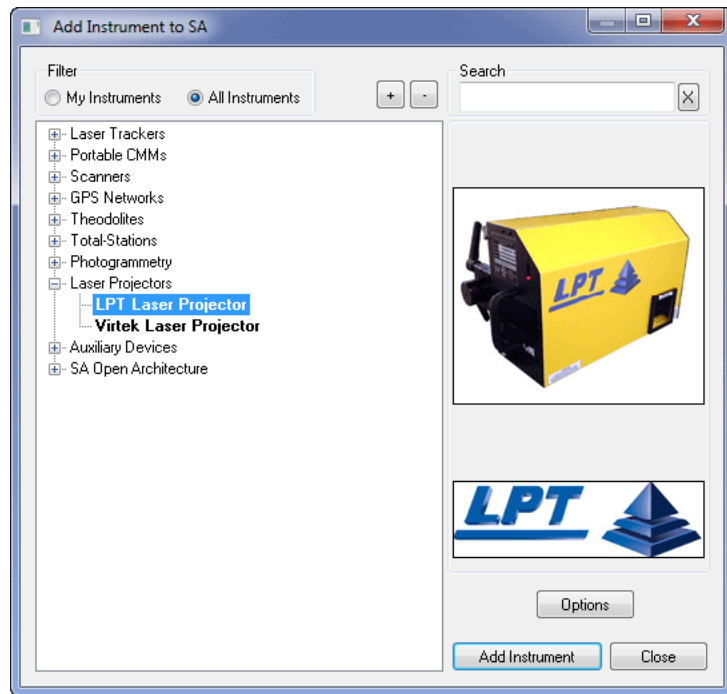 Add Instrument to SA
Filter
My Instruments All Instruments + -
Search
X
Laser Trackers
Portable CMMs
Scanners
GPS Networks
Theodolites
Total-Stations
Photogrammetry
Laser Projectors
LPT Laser Projector
Virtek Laser Projector
Auxiliary Devices
SA Open Architecture
LPT
LPT
Options
Add Instrument Close